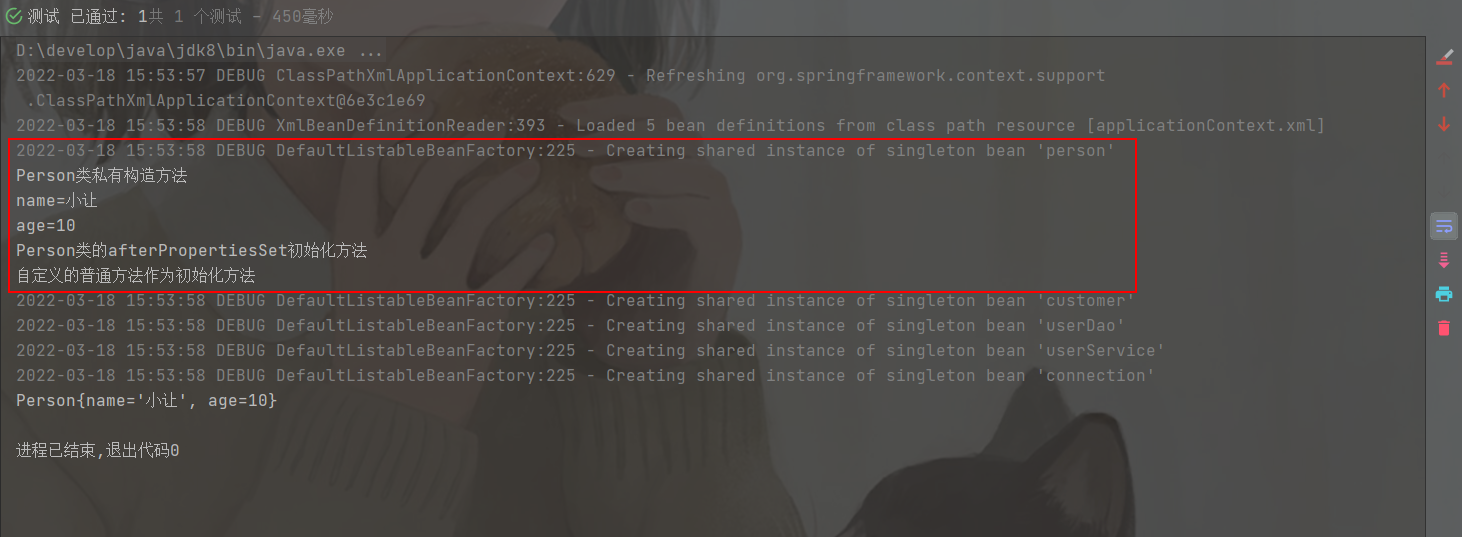 测试 已通过: 1共 1 个测试 – 450毫秒
D:\develop\java\jdk8\bin\java.exe ...
2022-03-18 15:53:57 DEBUG ClassPathXmlApplicationContext:629 - Refreshing org.springframework.context.support
.ClassPathXmlApplicationContext@6e3c1e69
2022-03-18 15:53:58 DEBUG XmlBeanDefinitionReader:393 - Loaded 5 bean definitions from class path resource [applicationContext.xml]
2022-03-18 15:53:58 DEBUG DefaultListableBeanFactory:225 - Creating shared instance of singleton bean 'person'
Person类私有构造方法
name=小让
age=10
Person类的afterPropertiesSet初始化方法
自定义的普通方法作为初始化方法
2022-03-18 15:53:58 DEBUG DefaultListableBeanFactory:225 - Creating shared instance of singleton bean 'customer'
2022-03-18 15:53:58 DEBUG DefaultListableBeanFactory:225 - Creating shared instance of singleton bean 'userDao'
2022-03-18 15:53:58 DEBUG DefaultListableBeanFactory:225 - Creating shared instance of singleton bean 'userService'
2022-03-18 15:53:58 DEBUG DefaultListableBeanFactory:225 - Creating shared instance of singleton bean 'connection'
Person{name='小让', age=10}
进程已结束,退出代码0